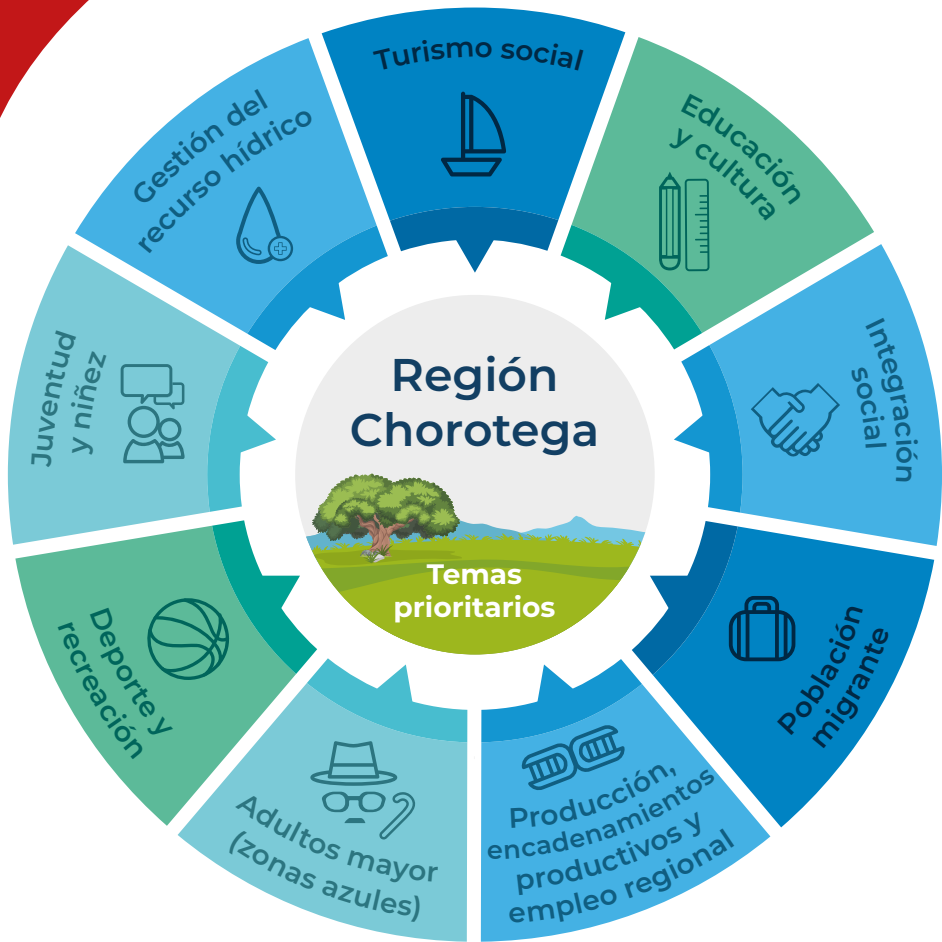 Región
Chorotega
Temas
prioritarios
Turismo social
Educación
y cultura
Integración
social
Población
migrante
Producción,
encadenamientos
productivos y
empleo regional
Adultos mayor
(zonas azules)
Deporte y
recreación
Juventud
y niñez
Gestión del
recurso hídrico